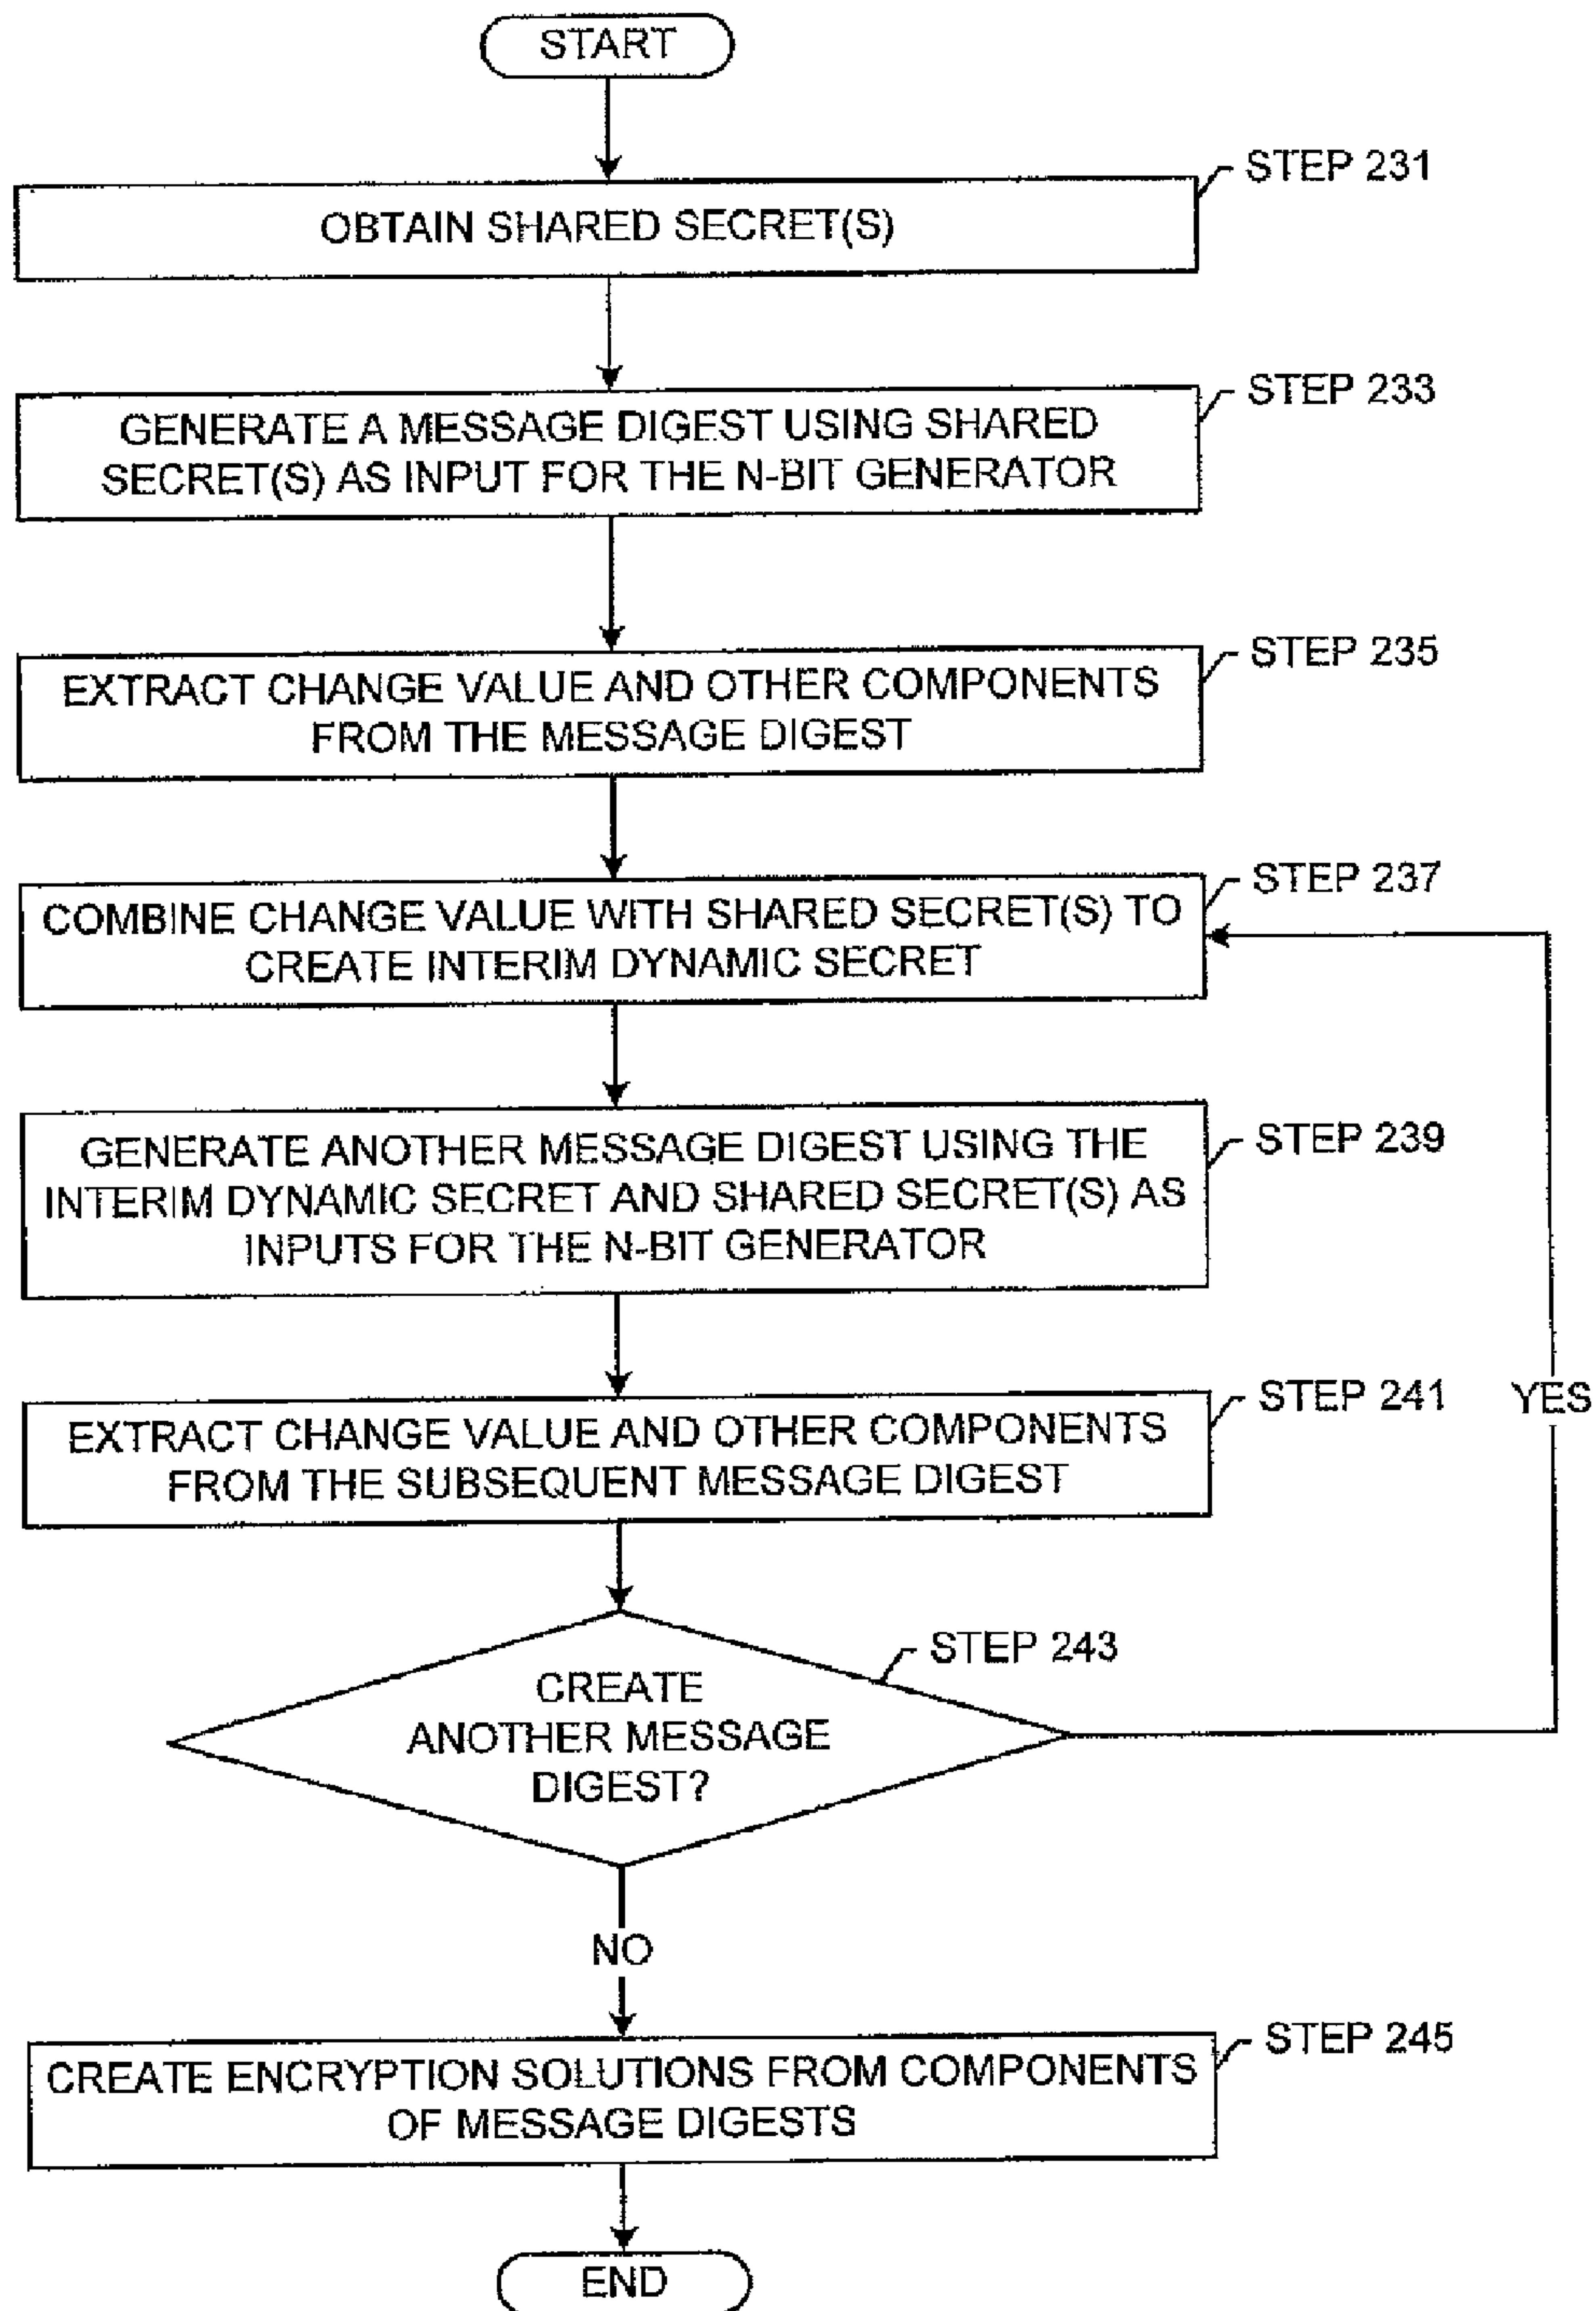 START
STEP 231
OBTAIN SHARED SECRET(S)
STEP 233
GENERATE A MESSAGE DIGEST USING SHARED
SECRET(S) AS INPUT FOR THE N-BIT GENERATOR
STEP 235
EXTRACT CHANGE VALUE AND OTHER COMPONENTS
FROM THE MESSAGE DIGEST
STEP 237
COMBINE CHANGE VALUE WITH SHARED SECRET(S) TO
CREATE INTERIM DYNAMIC SECRET
STEP 239
GENERATE ANOTHER MESSAGE DIGEST USING THE
INTERIM DYNAMIC SECRET AND SHARED SECRET(S) AS
INPUTS FOR THE N-BIT GENERATOR
STEP 241
YES
EXTRACT CHANGE VALUE AND OTHER COMPONENTS
FROM THE SUBSEQUENT MESSAGE DIGEST
STEP 243
CREATE
ANOTHER MESSAGE
DIGEST?
NO
STEP 245
CREATE ENCRYPTION SOLUTIONS FROM COMPONENTS
OF MESSAGE DIGESTS
END